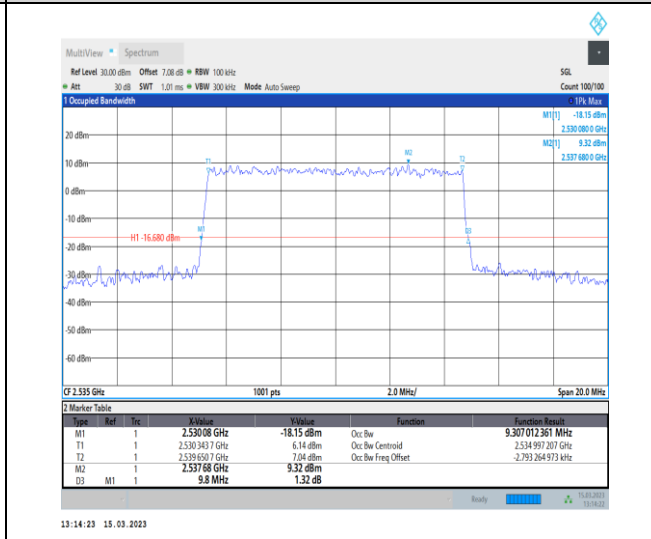 MultiView Spectrum
Ref Level 30.00 dBm Offset 7.08 dB RBW 100 kHz SGL
Att 30 dB SWT 1.01 ms VBW 300 kHz Mode Auto Sweep Count 100/100
1 Occupied Bandwidth 1Pk Max
M1[1] -18.15 dBm
2.530 080 0 GHz
M2[1] 9.32 dBm
2.537 680 0 GHz
20 dBm
M2
T1 T2
10 dBm
0 dBm
-10 dBm
M1 D3
H1 -16.680 dBm
-30 dBm
-40 dBm
-50 dBm
-60 dBm
CF 2.535 GHz 1001 pts 2.0 MHz/ Span 20.0 MHz
2 Marker Table
Type Ref Trc X-Value Y-Value Function Function Result
M1 1 2.53008 GHz -18.15 dBm Occ Bw 9.307 012 361 MHz
T1 1 2.530 343 7 GHz 6.14 dBm Occ Bw Centroid 2.534 997 207 GHz
T2 1 2.539 650 7 GHz 7.04 dBm Occ Bw Freq Offset -2.793 264 973 kHz
M2 1 2.537 68 GHz 9.32 dBm
D3 M1 1 9.8 MHz 1.32 dB
Ready 15.03.2023
13:14:22
13:14:23 15.03.2023